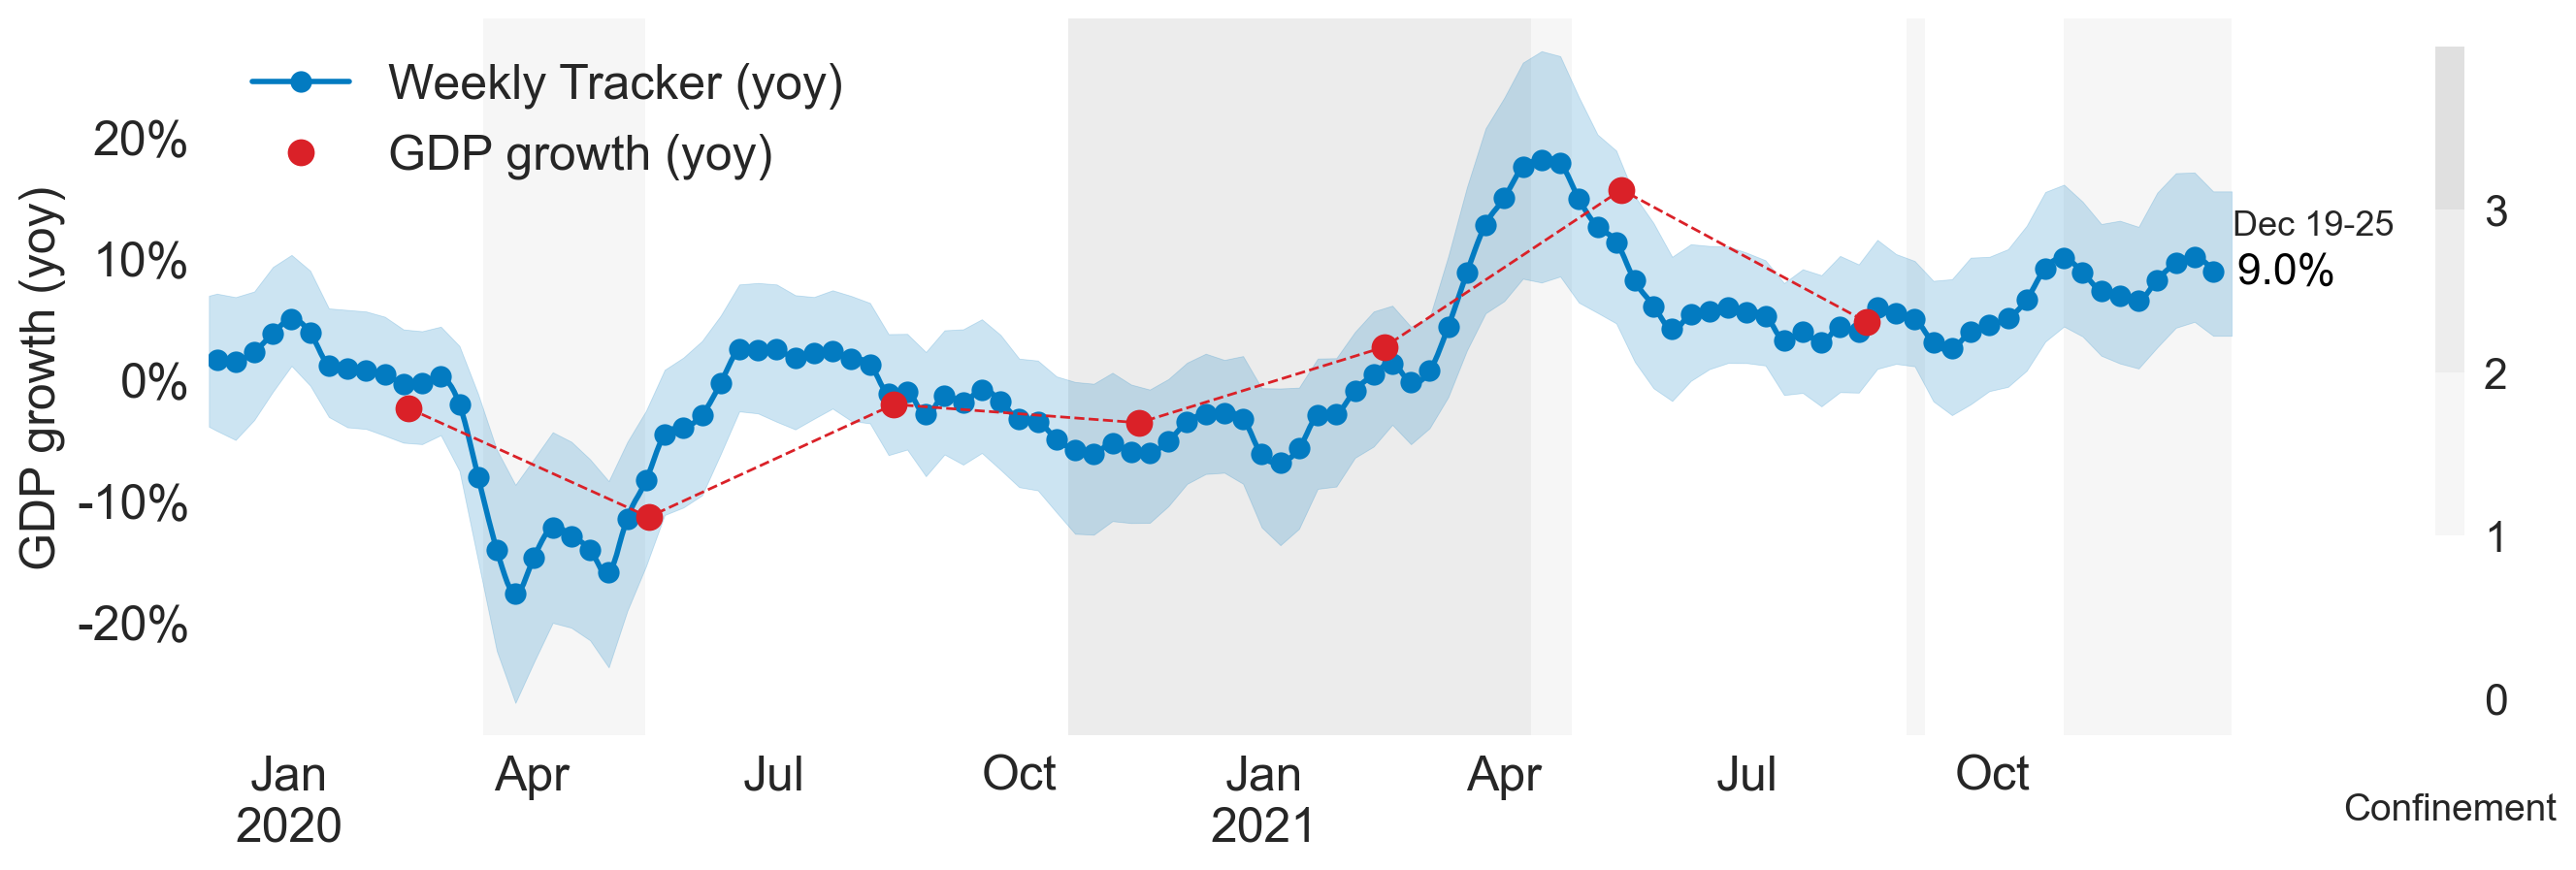 Weekly Tracker (yoy)
GDP growth (yoy)
GDP growth (yoy)
20%
10%
0%
-10%
-20%
Jan
2020
Apr
Jul
Oct
Jan
2021
Apr
Jul
Oct
Dec 19-25
9.0%
3
2
1
0
Confinement